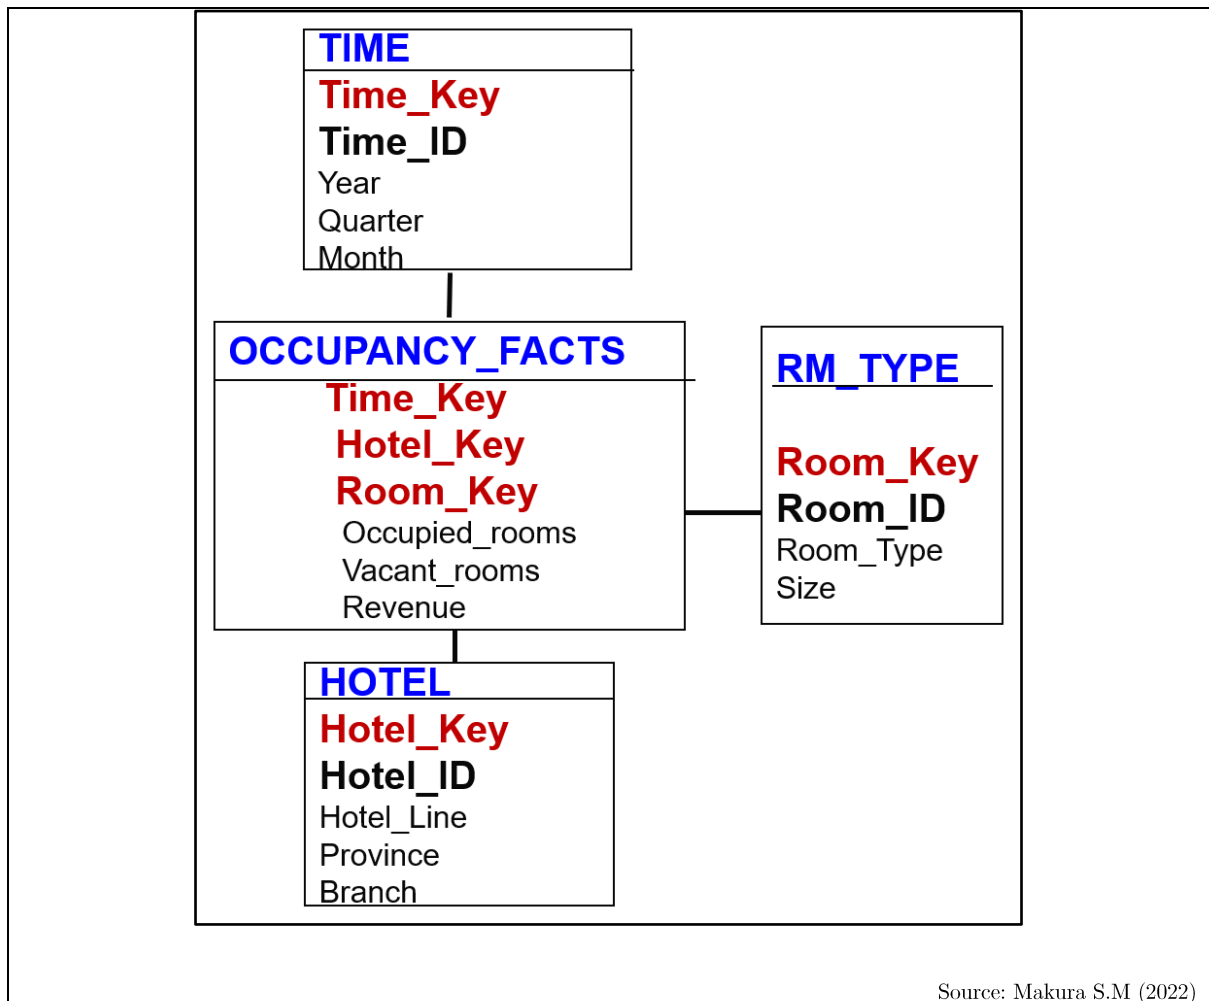 TIME
Time_Key
Time_ID
Year
Quarter
Month
OCCUPANCY_FACTS
Time_Key
Hotel_Key
Room_Key
Occupied_rooms
Vacant_rooms
Revenue
RM_TYPE
Room_Key
Room_ID
Room_Type
Size
HOTEL
Hotel_Key
Hotel_ID
Hotel_Line
Province
Branch
Source: Makura S.M (2022)